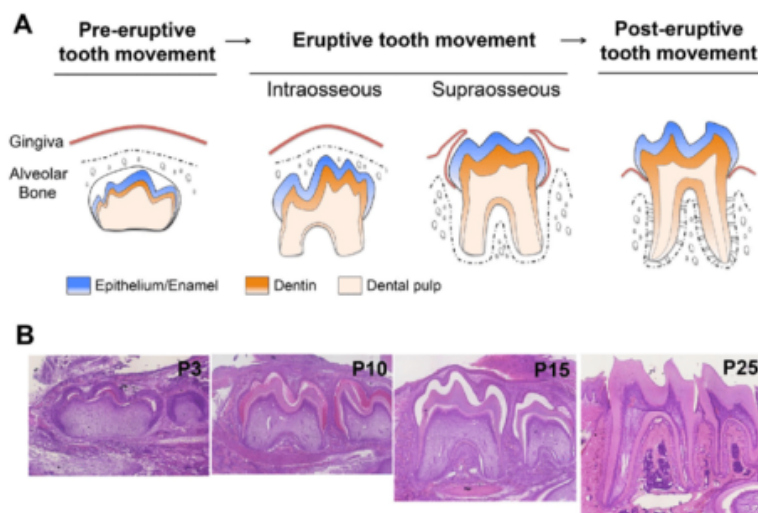 A
Pre-eruptive
tooth movement
Eruptive tooth movement
Post-eruptive
tooth movement
Intraosseous
Supraosseous
Gingiva
Alveolar
Bone
Epithelium/Enamel
Dentin
Dental pulp
B
P3
P10
P15
P25